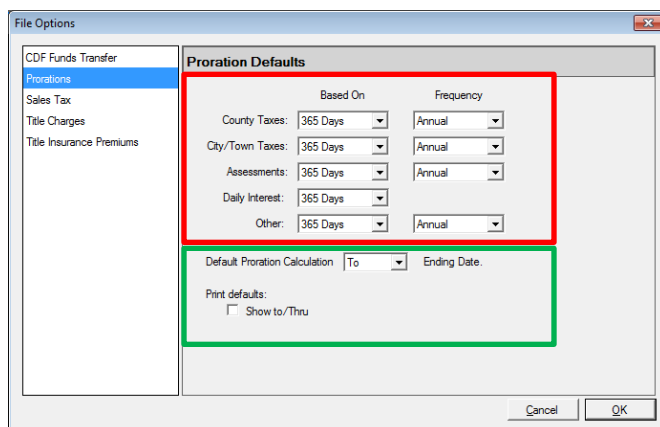 File Options
CDF Funds Transfer
Prorations
Sales Tax
Title Charges
Title Insurance Premiums
Proration Defaults
Based On Frequency
County Taxes: 365 Days Annual
City/Town Taxes: 365 Days Annual
Assessments: 365 Days Annual
Daily Interest: 365 Days
Other: 365 Days Annual
Default Proration Calculation To Ending Date.
Print defaults:
Show to/Thru
Cancel OK